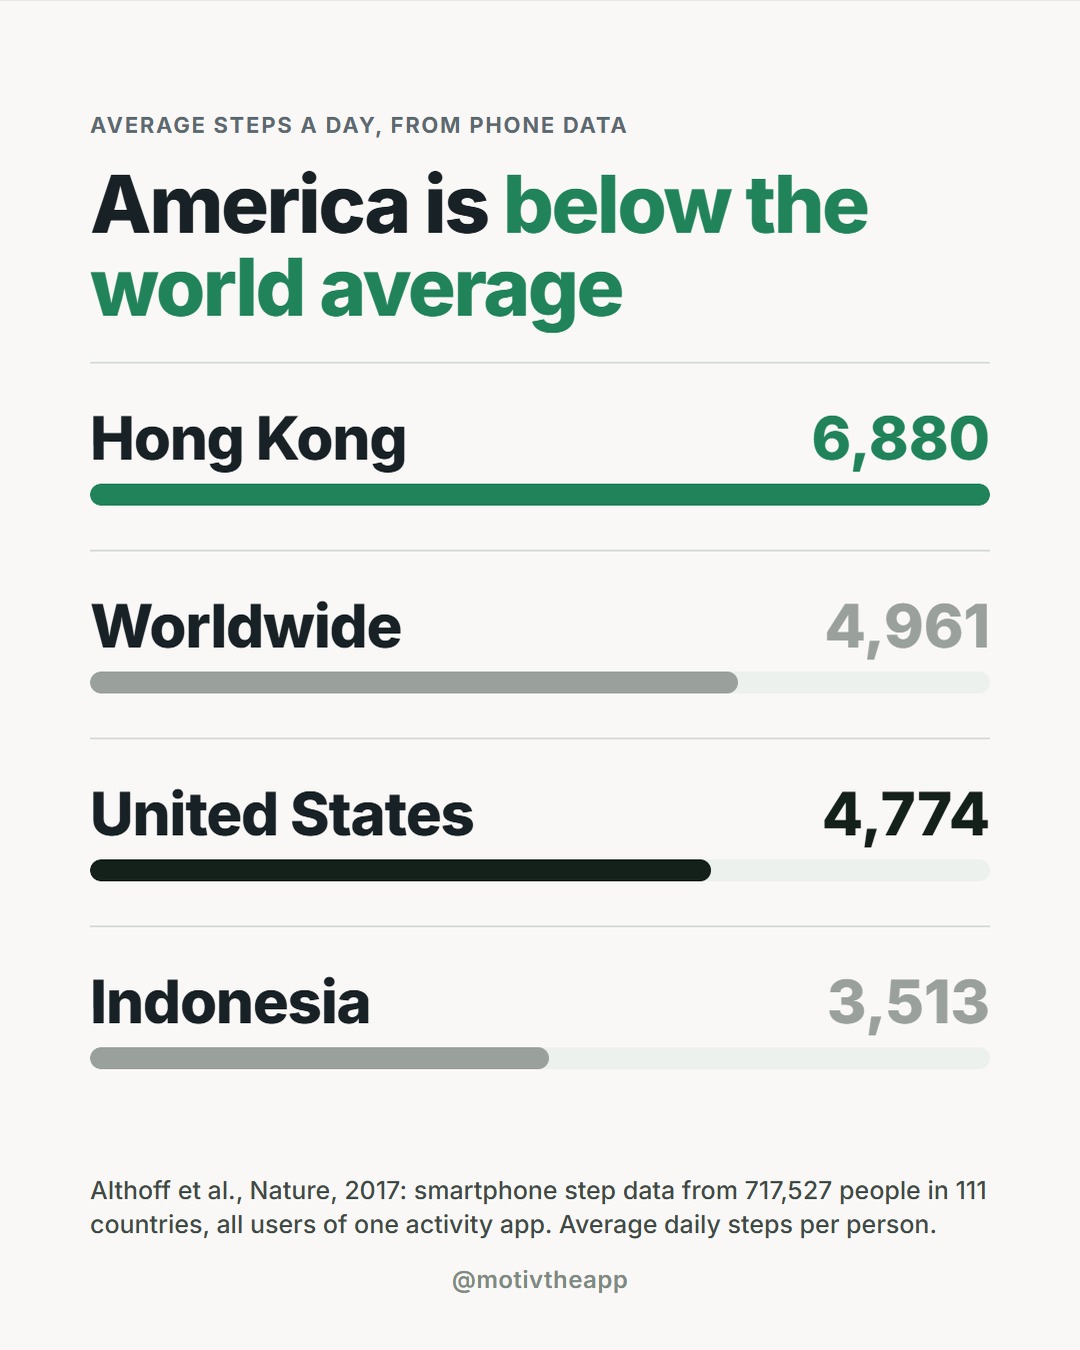 AVERAGE STEPS A DAY, FROM PHONE DATA
America is below the
world average
Hong Kong 6,880
Worldwide 4,961
United States 4,774
Indonesia 3,513
Althoff et al., Nature, 2017: smartphone step data from 717,527 people in 111
countries, all users of one activity app. Average daily steps per person.
@motivtheapp